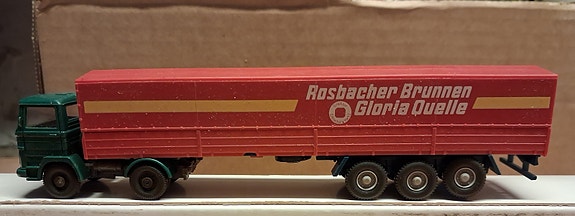 Rosbacher Brunnen
Gloria Quelle